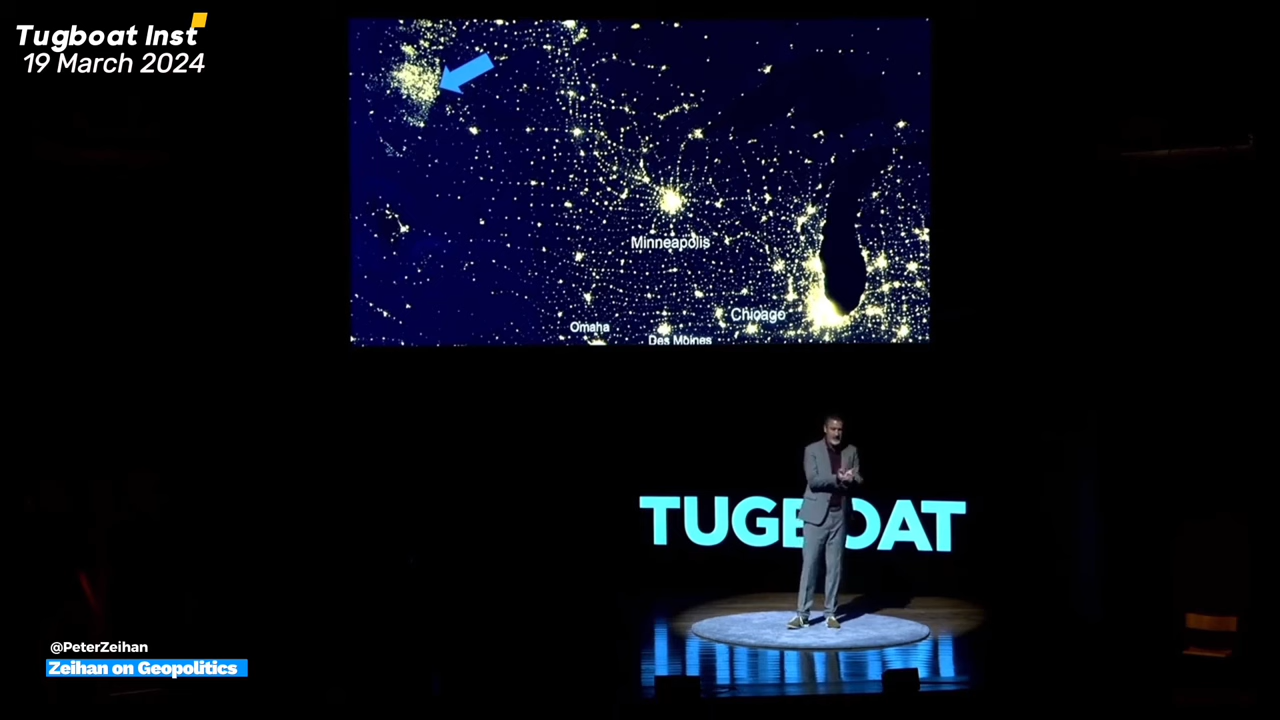 Tugboat Inst
19 March 2024
Minneapolis
Chicago
Omaha
Des Moines
TUGBOAT
@PeterZeihan
Zeihan on Geopolitics